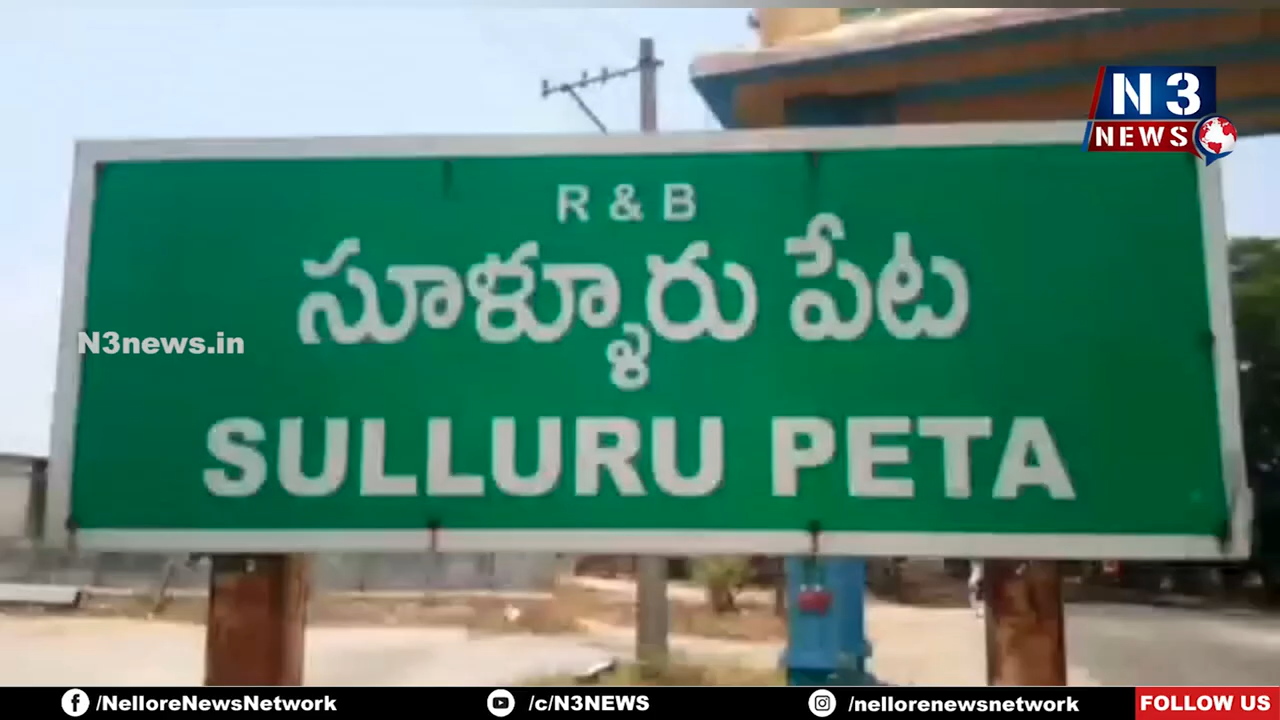 N 3
NEWS
R & B
సూళ్ళూరు పేట
N3news.in
SULLURU PETA
/NelloreNewsNetwork
/c/N3NEWS
/nellorenewsnetwork
FOLLOW US